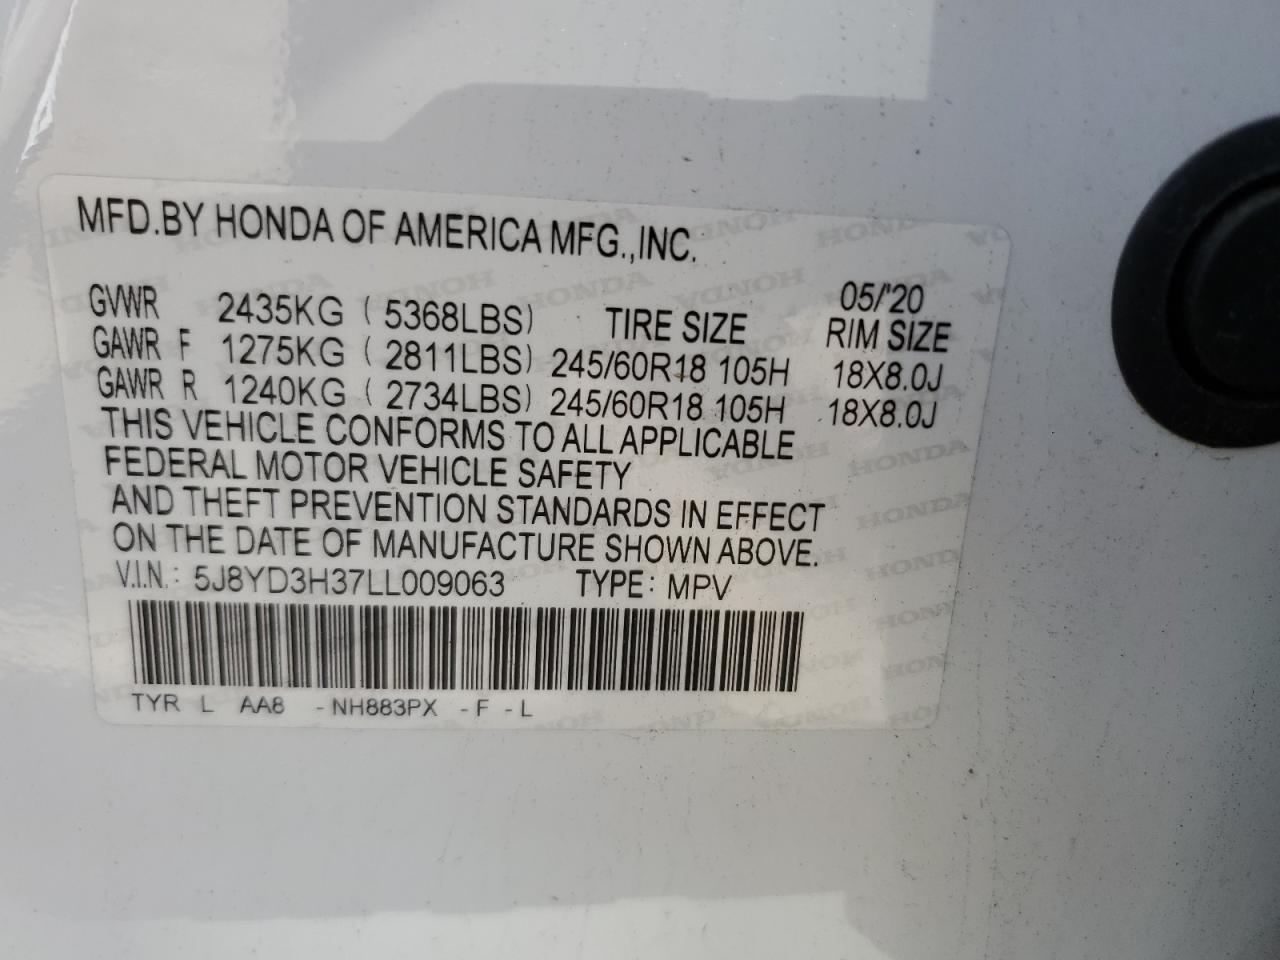 MFD.BY HONDA OF AMERICA MFG.,INC.
05/'20
GVWR 2435KG ( 5368LBS) TIRE SIZE RIM SIZE
GAWR F 1275KG ( 2811LBS) 245/60R18 105H 18X8.0J
GAWR R 1240KG ( 2734LBS) 245/60R18 105H 18X8.0J
THIS VEHICLE CONFORMS TO ALL APPLICABLE
FEDERAL MOTOR VEHICLE SAFETY
AND THEFT PREVENTION STANDARDS IN EFFECT
ON THE DATE OF MANUFACTURE SHOWN ABOVE.
V.I.N.: 5J8YD3H37LL009063 TYPE: MPV
TYR L AA8 -NH883PX -F -L